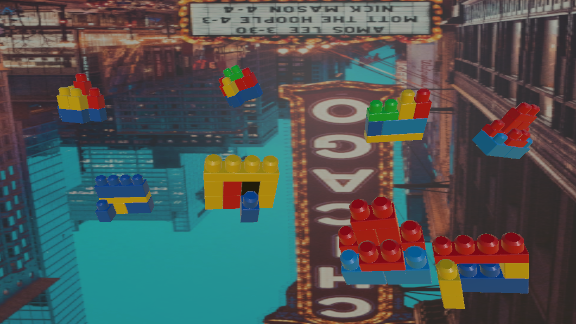 CHICAGO
AMOS LEE 3-30
MOTT THE HOOPLE 4-3
NICK MASON 4-4